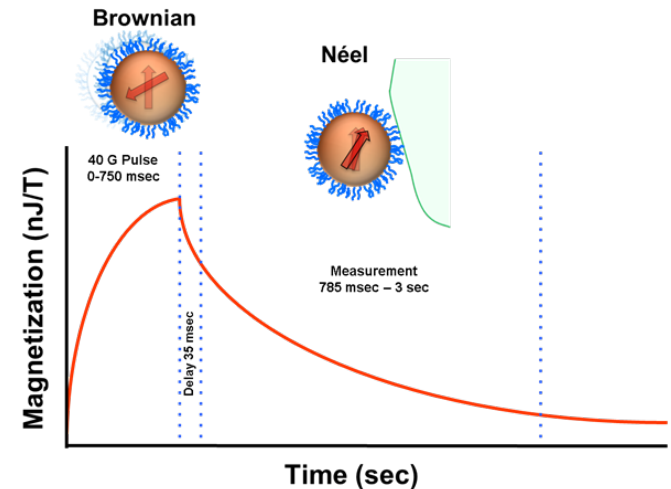 Brownian
Néel
40 G Pulse
0-750 msec
Measurement
785 msec – 3 sec
Delay 35 msec
Magnetization (nJ/T)
Time (sec)